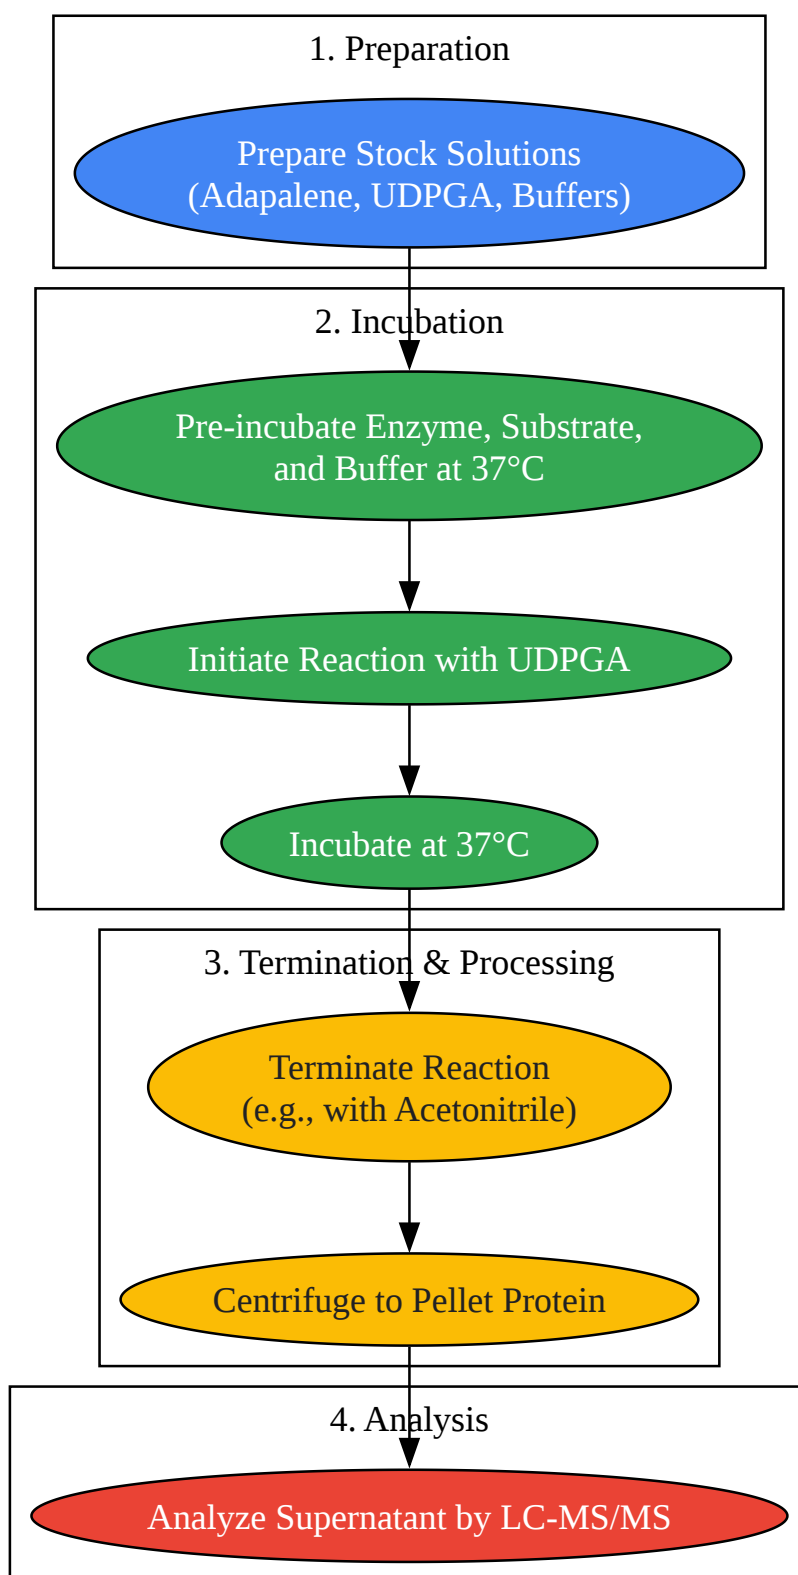 1. Preparation
Prepare Stock Solutions
(Adapalene, UDPGA, Buffers)
2. Incubation
Pre-incubate Enzyme, Substrate,
and Buffer at 37°C
Initiate Reaction with UDPGA
Incubate at 37°C
3. Termination & Processing
Terminate Reaction
(e.g., with Acetonitrile)
Centrifuge to Pellet Protein
4. Analysis
Analyze Supernatant by LC-MS/MS